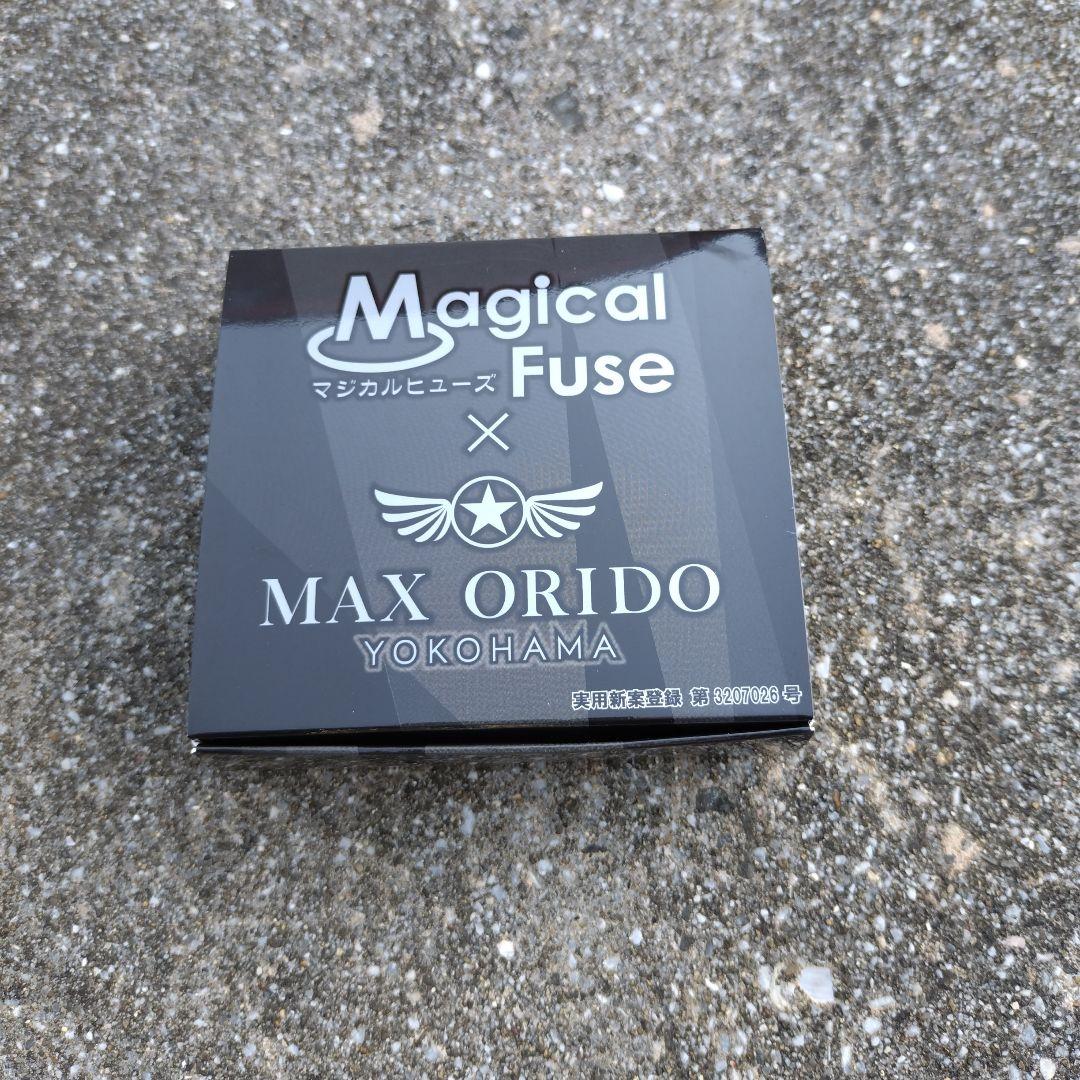 Magical
マジカルヒューズ Fuse
×
MAX ORIDO
YOKOHAMA
実用新案登録 第3207026号